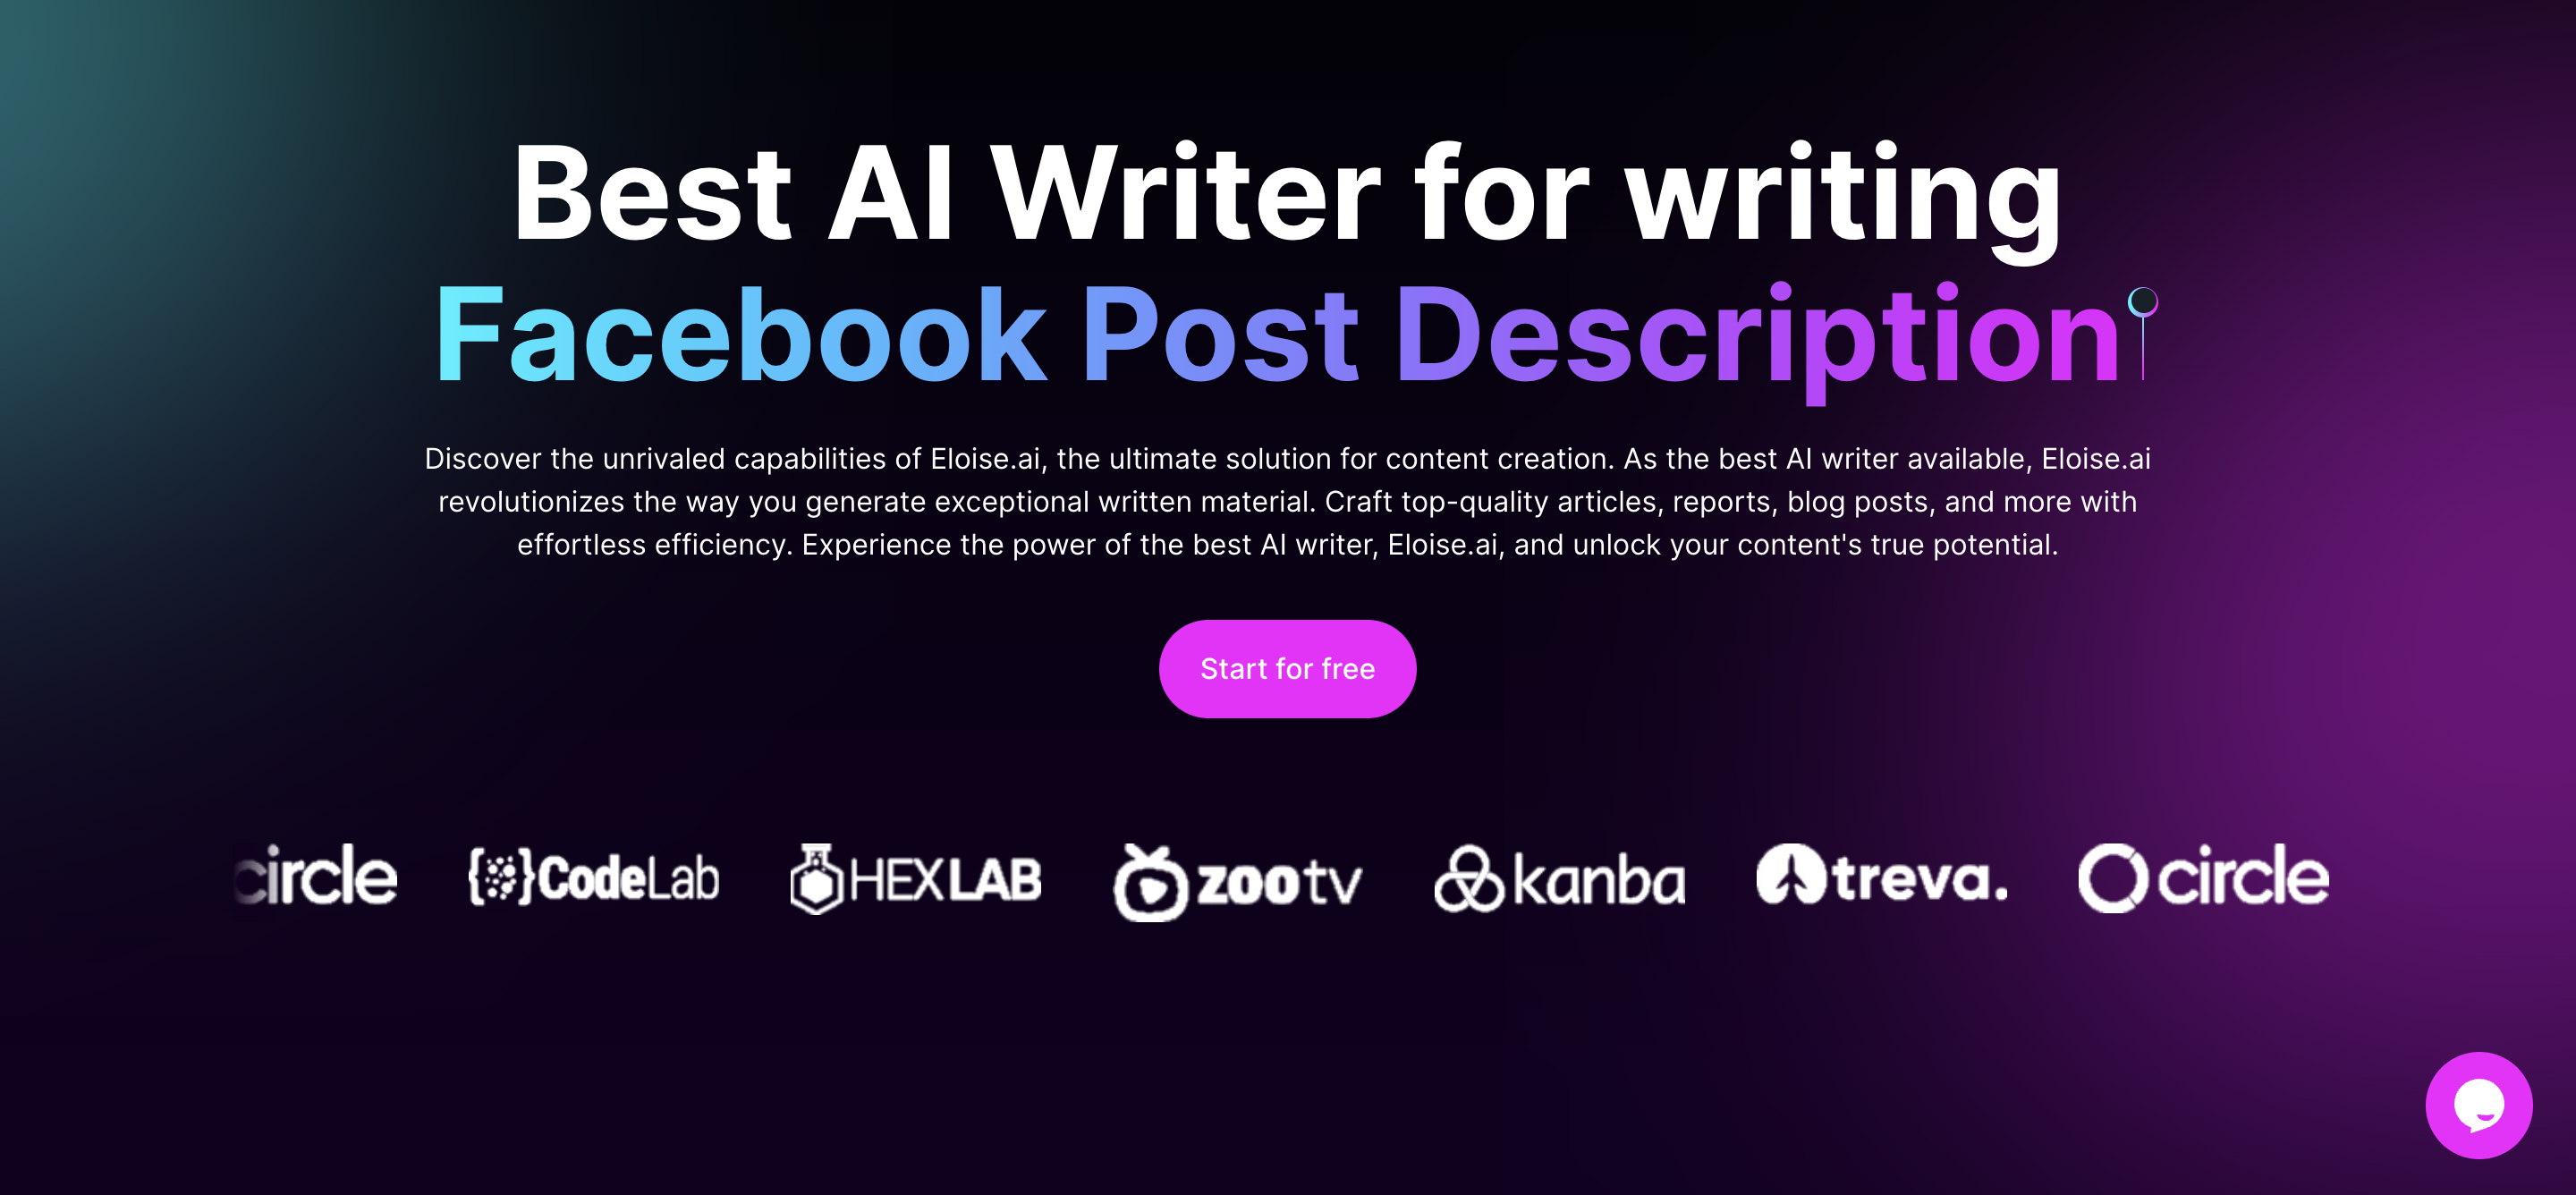 Best AI Writer for writing
Facebook Post Description
Discover the unrivaled capabilities of Eloise.ai, the ultimate solution for content creation. As the best AI writer available, Eloise.ai
revolutionizes the way you generate exceptional written material. Craft top-quality articles, reports, blog posts, and more with
effortless efficiency. Experience the power of the best AI writer, Eloise.ai, and unlock your content's true potential.
Start for free
circle {CodeLab HEXLAB zootv kanba treva. circle